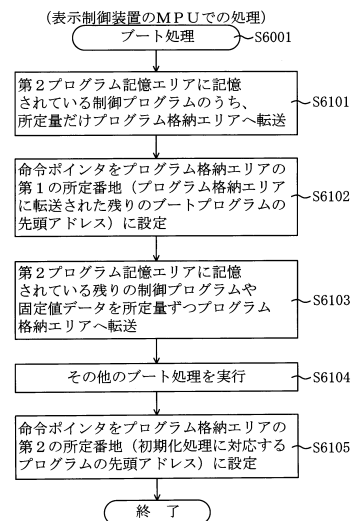 (表示制御装置のMPUでの処理)
ブート処理
S6001
第2プログラム記憶エリアに記憶
されている制御プログラムのうち、
所定量だけプログラム格納エリアへ転送
S6101
命令ポインタをプログラム格納エリアの
第1の所定番地(プログラム格納エリア
に転送された残りのブートプログラムの
先頭アドレス)に設定
S6102
第2プログラム記憶エリアに記憶
されている残りの制御プログラムや
固定値データを所定量ずつプログラム
格納エリアへ転送
S6103
その他のブート処理を実行
S6104
命令ポインタをプログラム格納エリアの
第2の所定番地(初期化処理に対応する
プログラムの先頭アドレス)に設定
S6105
終 了